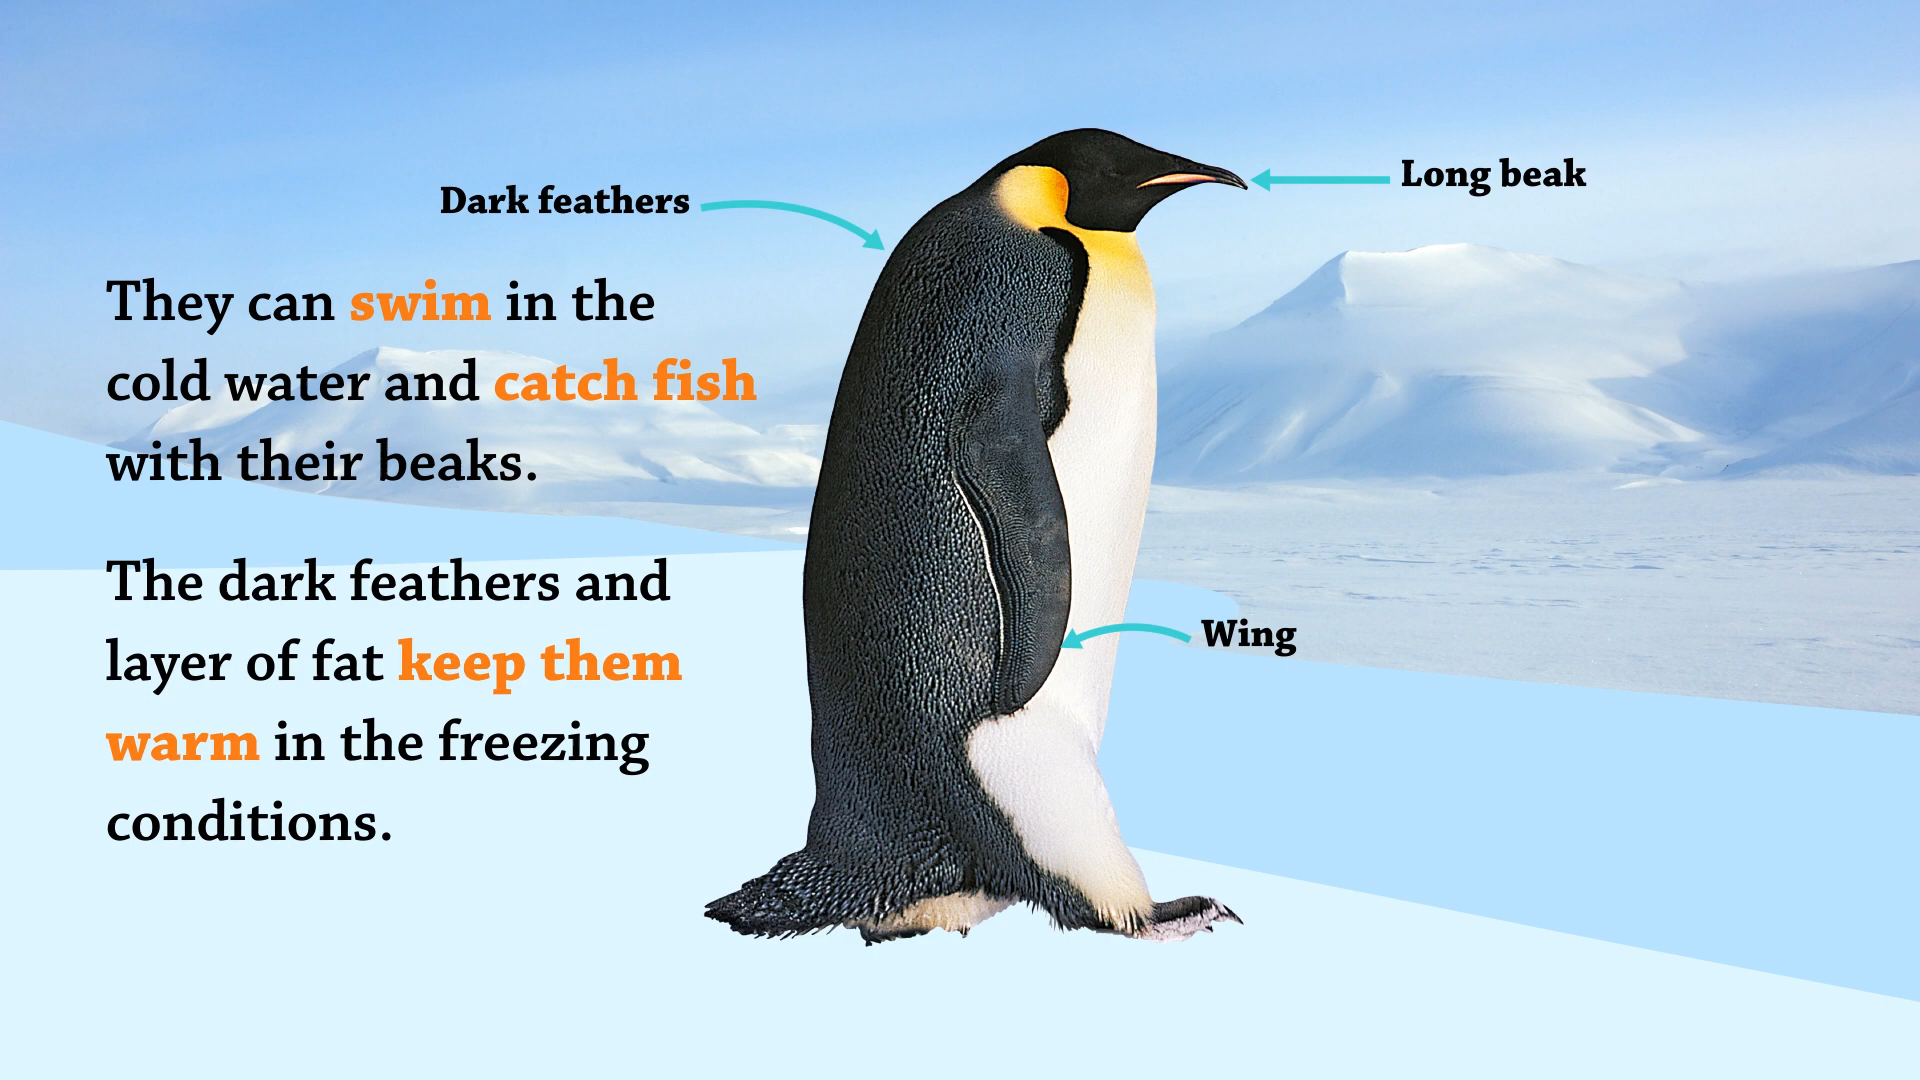 Long beak
Dark feathers
They can swim in the
cold water and catch fish
with their beaks.
The dark feathers and
layer of fat keep them
warm in the freezing
conditions.
Wing